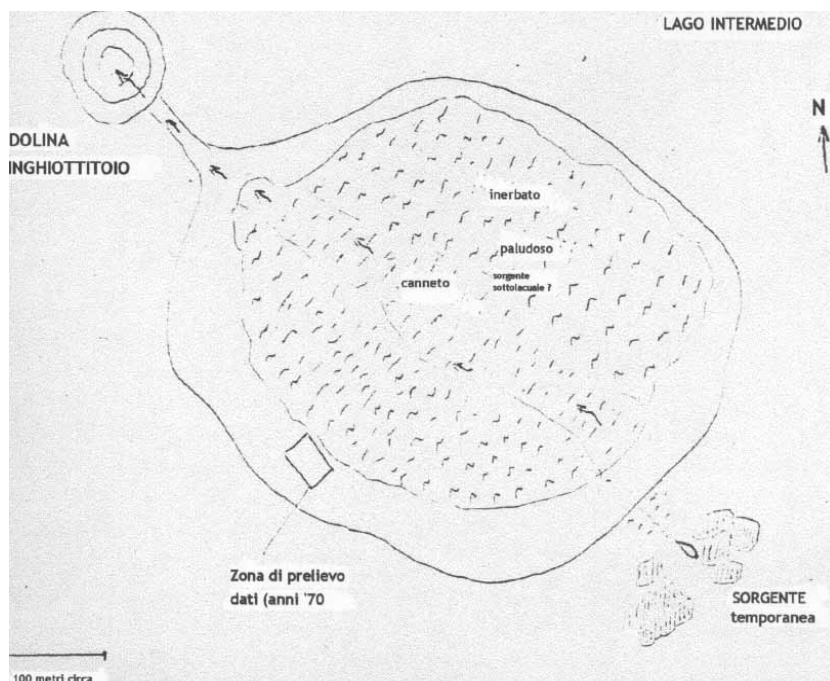 LAGO INTERMEDIO
N
DOLINA
INGHIOTTITOIO
inerbato
paludoso
canneto
sorgente
sottolacuale ?
Zona di prelievo
dati (anni '70
SORGENTE
temporanea
100 metri circa